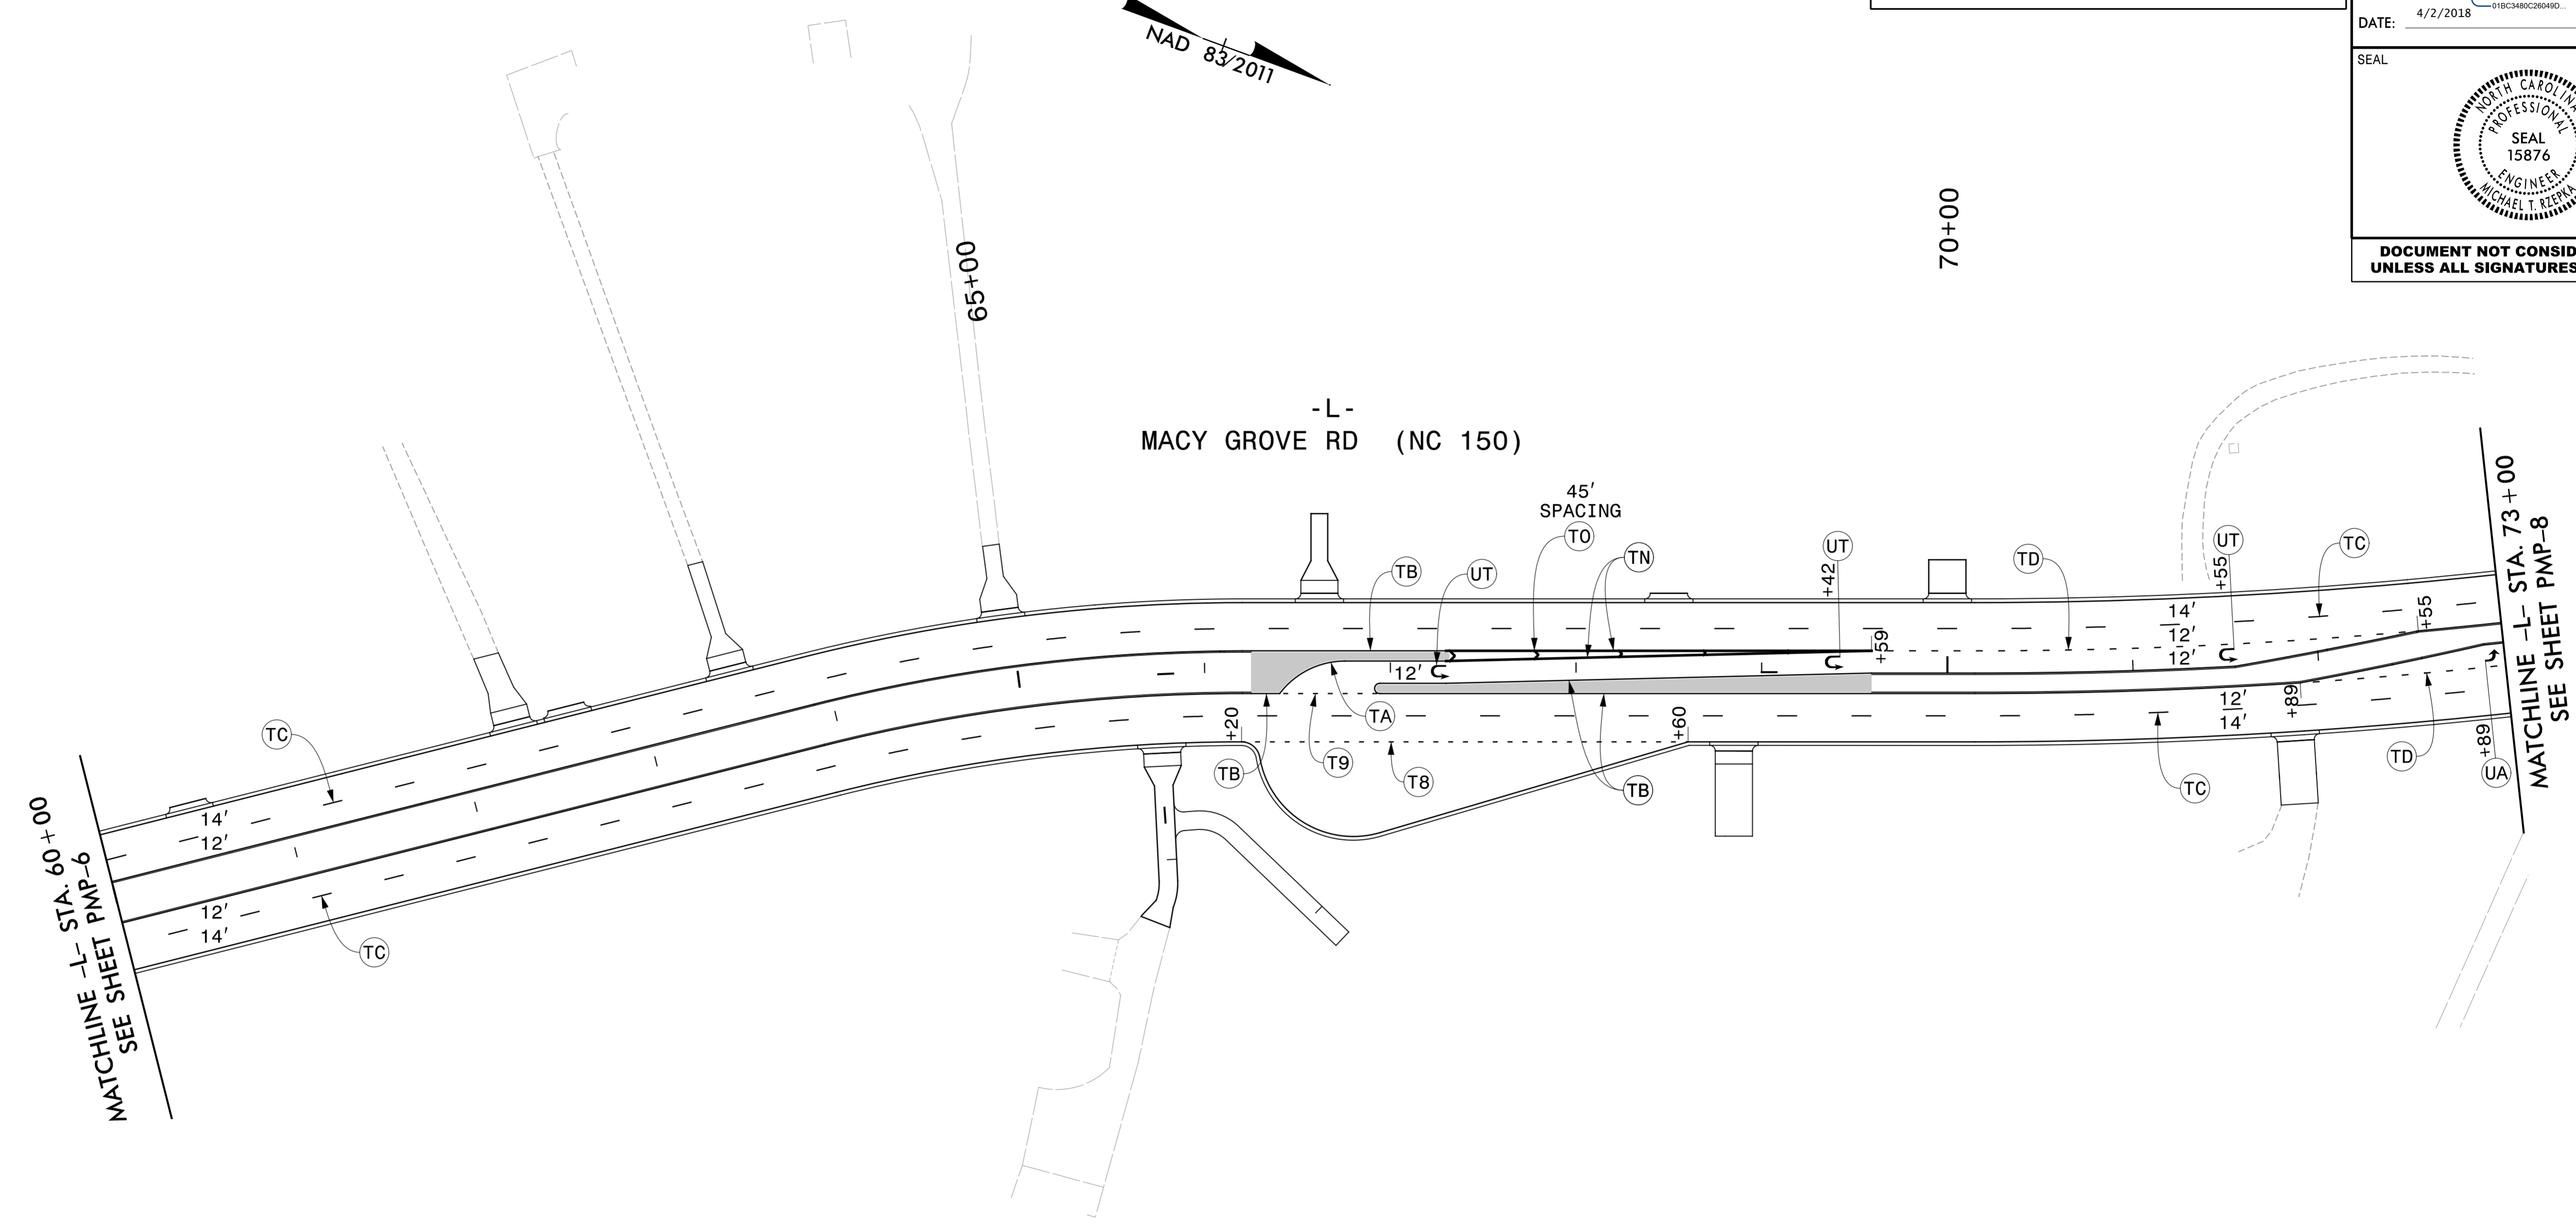 01BC3480C26049D...
DATE: 4/2/2018
SEAL
NORTH CAROLINA
PROFESSIONAL
SEAL
15876
ENGINEER
MICHAEL T. RZEPKA
DOCUMENT NOT CONSID
UNLESS ALL SIGNATURES
NAD 83/2011
65+00
70+00
-L-
MACY GROVE RD (NC 150)
45'
SPACING
TO
TN
TB
UT
UT
+42
TD
UT
+55
TC
+59
14'
12'
12'
+55
12'
TA
+20
+60
TB
T9
T8
TB
12'
14'
+89
TC
TD
+89
UA
MATCHLINE -L- STA. 73+00
SEE SHEET PMP-8
TC
14'
12'
12'
14'
TC
MATCHLINE -L- STA. 60+00
SEE SHEET PMP-6